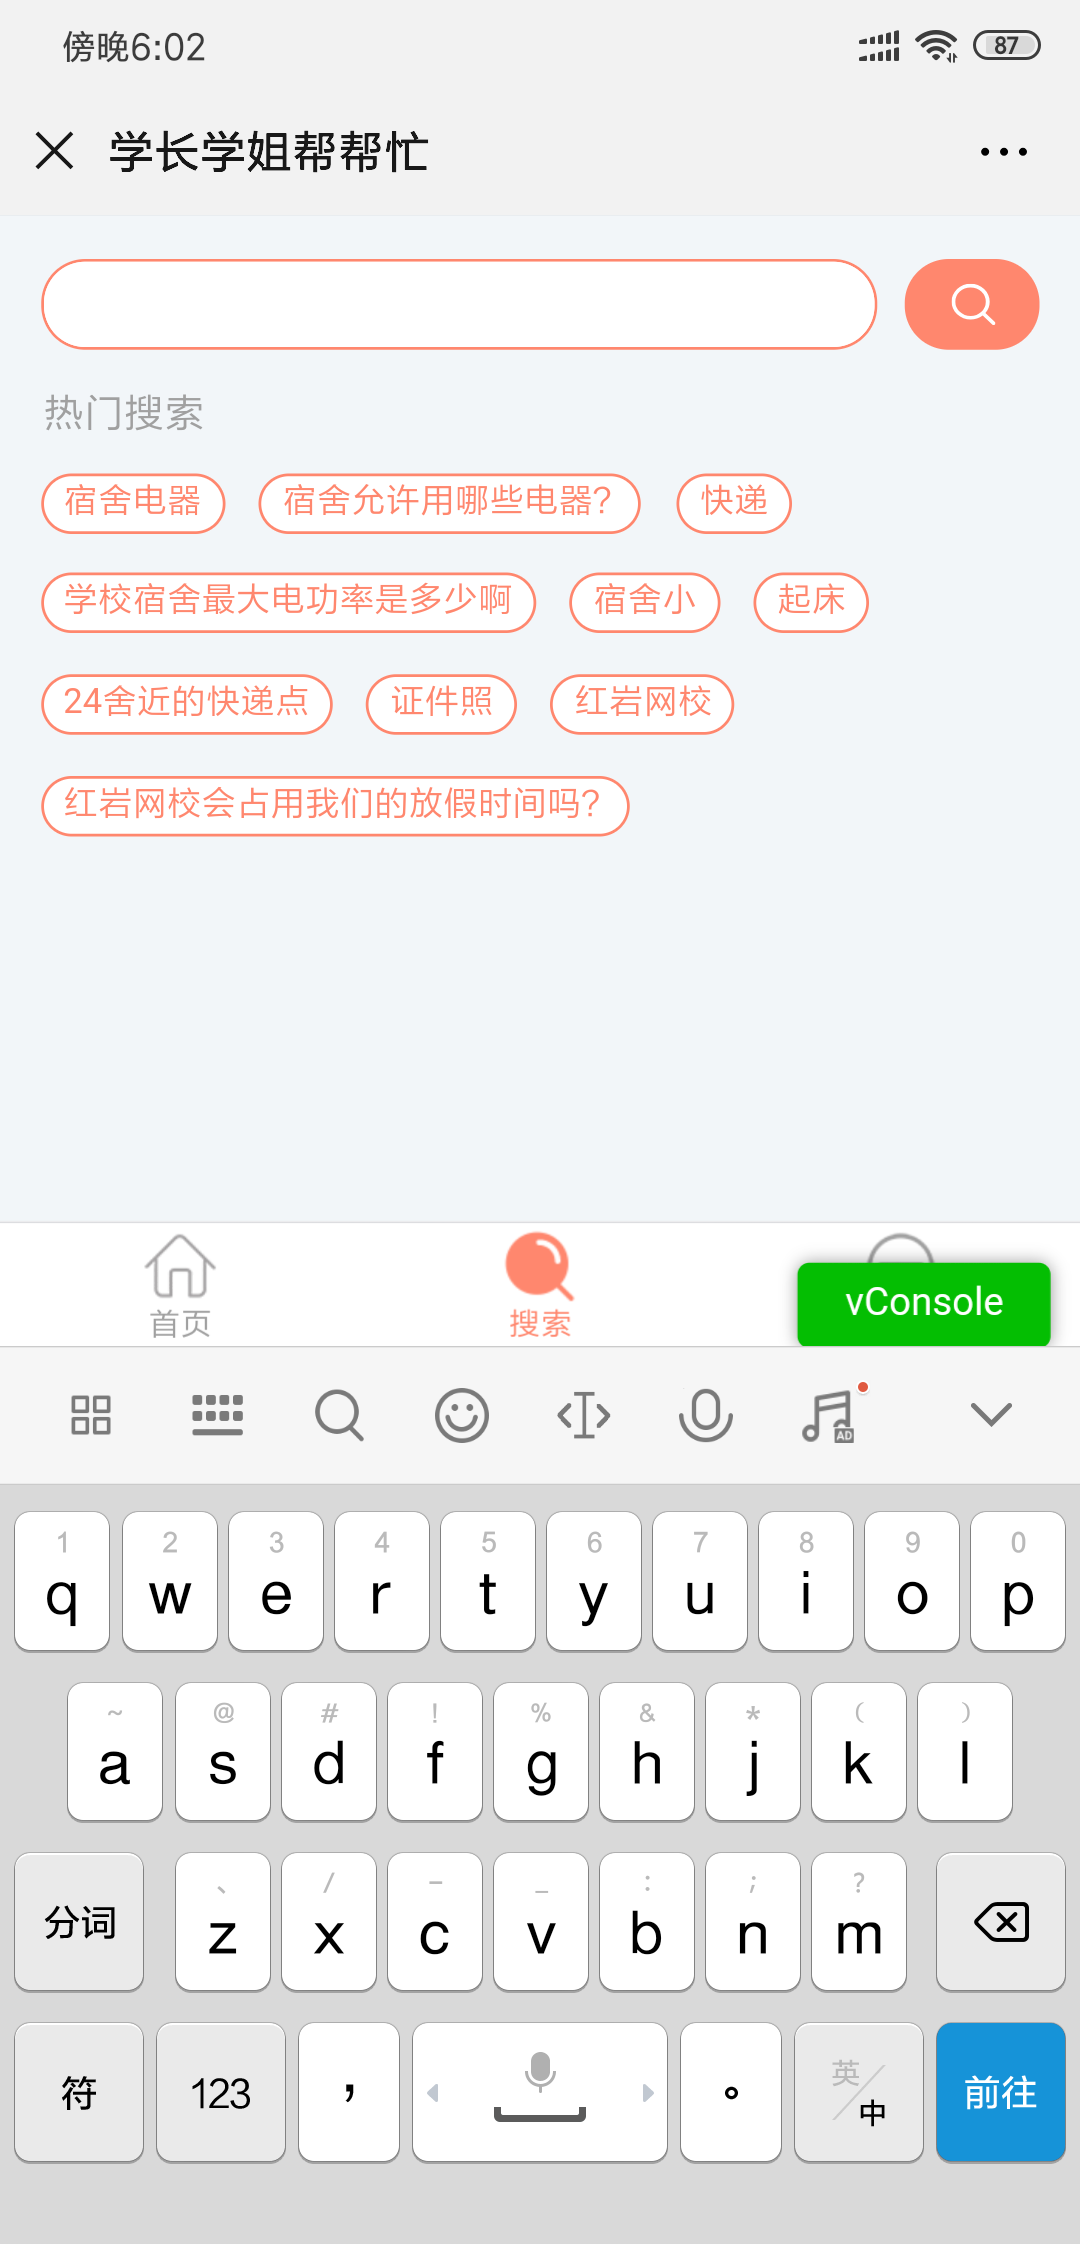 傍晚6:02
87
学长学姐帮帮忙
热门搜索
宿舍电器 宿舍允许用哪些电器? 快递
学校宿舍最大电功率是多少啊 宿舍小 起床
24舍近的快递点 证件照 红岩网校
红岩网校会占用我们的放假时间吗?
首页 搜索 vConsole
AD
1 2 3 4 5 6 7 8 9 0
q w e r t y u i o p
~ @ # ! % & * ( )
a s d f g h j k l
、 / - _ : ; ?
分词 z x c v b n m
符 123 , 。 英/中 前往